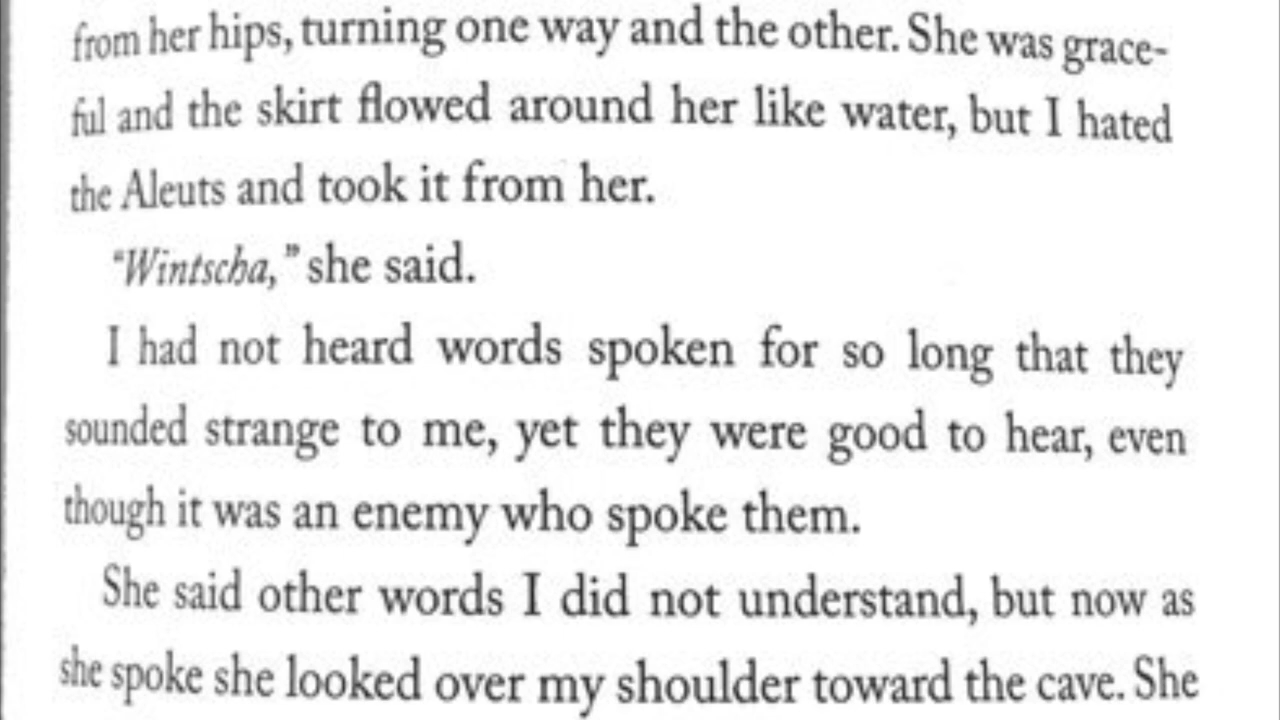 from her hips, turning one way and the other. She was grace-
ful and the skirt flowed around her like water, but I hated
the Aleuts and took it from her.
“Wintscha,” she said.
I had not heard words spoken for so long that they
sounded strange to me, yet they were good to hear, even
though it was an enemy who spoke them.
She said other words I did not understand, but now as
she spoke she looked over my shoulder toward the cave. She